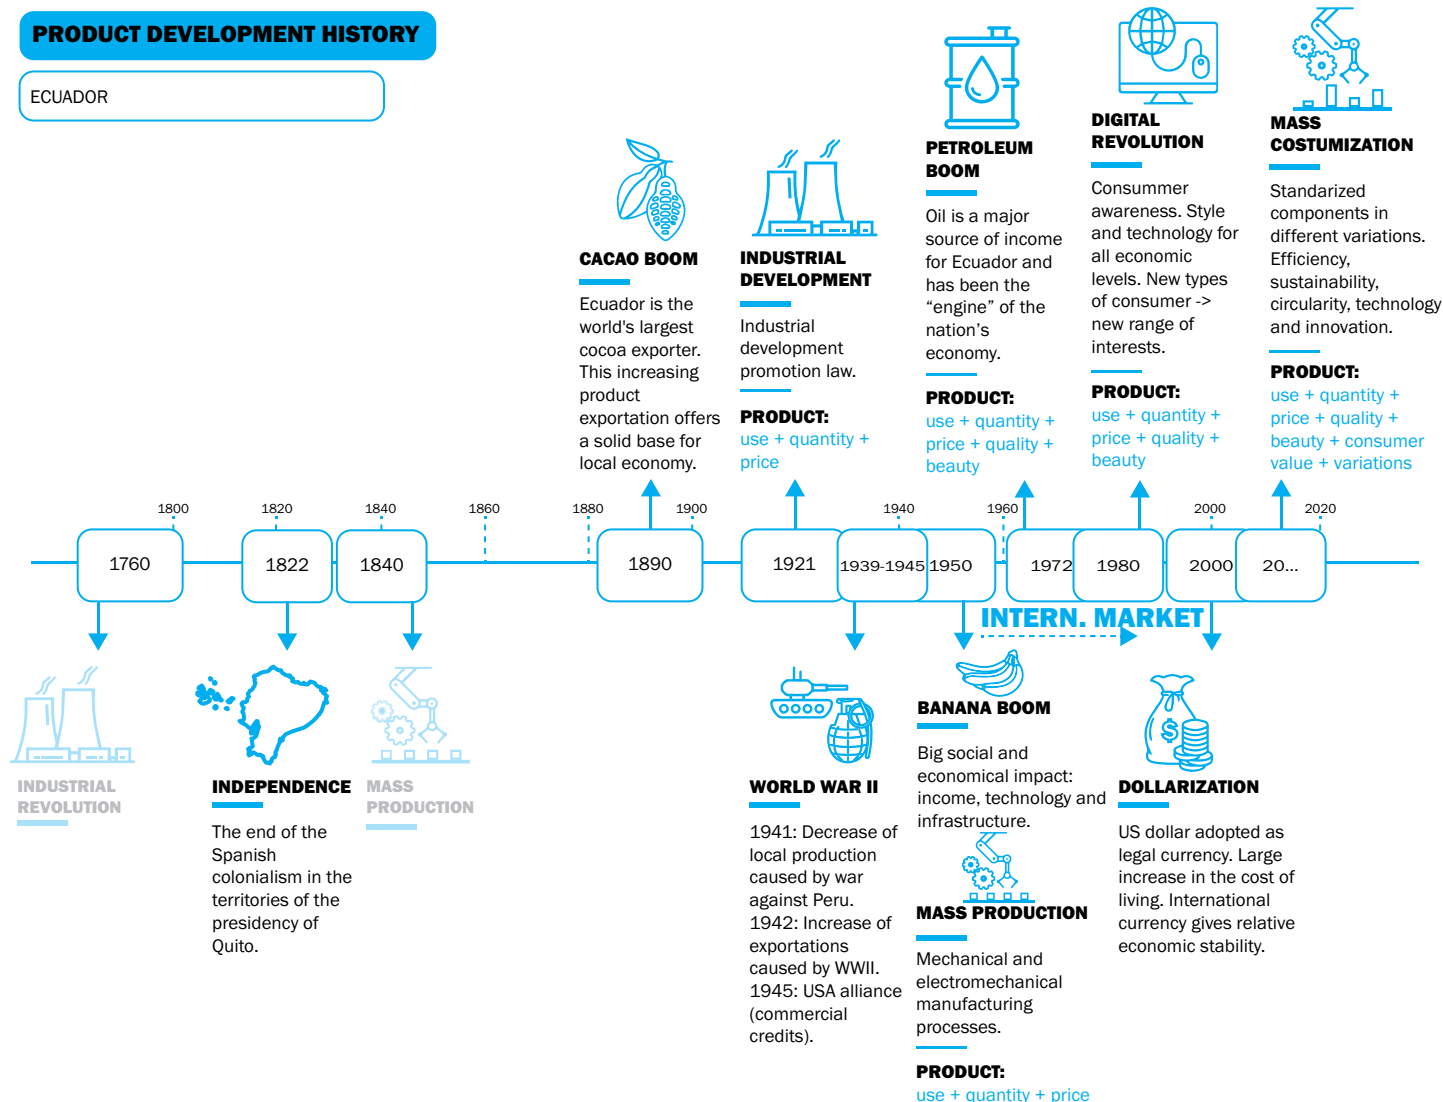 PRODUCT DEVELOPMENT HISTORY
ECUADOR
CACAO BOOM
Ecuador is the
world's largest
cocoa exporter.
This increasing
product
exportation offers
a solid base for
local economy.
INDUSTRIAL
DEVELOPMENT
Industrial
development
promotion law.
PRODUCT:
use + quantity +
price
PETROLEUM
BOOM
Oil is a major
source of income
for Ecuador and
has been the
“engine” of the
nation’s
economy.
PRODUCT:
use + quantity +
price + quality +
beauty
DIGITAL
REVOLUTION
Consummer
awareness. Style
and technology for
all economic
levels. New types
of consumer ->
new range of
interests.
PRODUCT:
use + quantity +
price + quality +
beauty
MASS
COSTUMIZATION
Standarized
components in
different variations.
Efficiency,
sustainability,
circularity, technology
and innovation.
PRODUCT:
use + quantity +
price + quality +
beauty + consumer
value + variations
1800
1820
1840
1860
1880
1900
1940
1960
2000
2020
1760
1822
1840
1890
1921
1939-1945
1950
1972
1980
2000
20...
INTERN. MARKET
INDUSTRIAL
REVOLUTION
INDEPENDENCE
The end of the
Spanish
colonialism in the
territories of the
presidency of
Quito.
MASS
PRODUCTION
WORLD WAR II
1941: Decrease of
local production
caused by war
against Peru.
1942: Increase of
exportations
caused by WWII.
1945: USA alliance
(commercial
credits).
BANANA BOOM
Big social and
economical impact:
income, technology and
infrastructure.
MASS PRODUCTION
Mechanical and
electromechanical
manufacturing
processes.
PRODUCT:
use + quantity + price
$
DOLLARIZATION
US dollar adopted as
legal currency. Large
increase in the cost of
living. International
currency gives relative
economic stability.